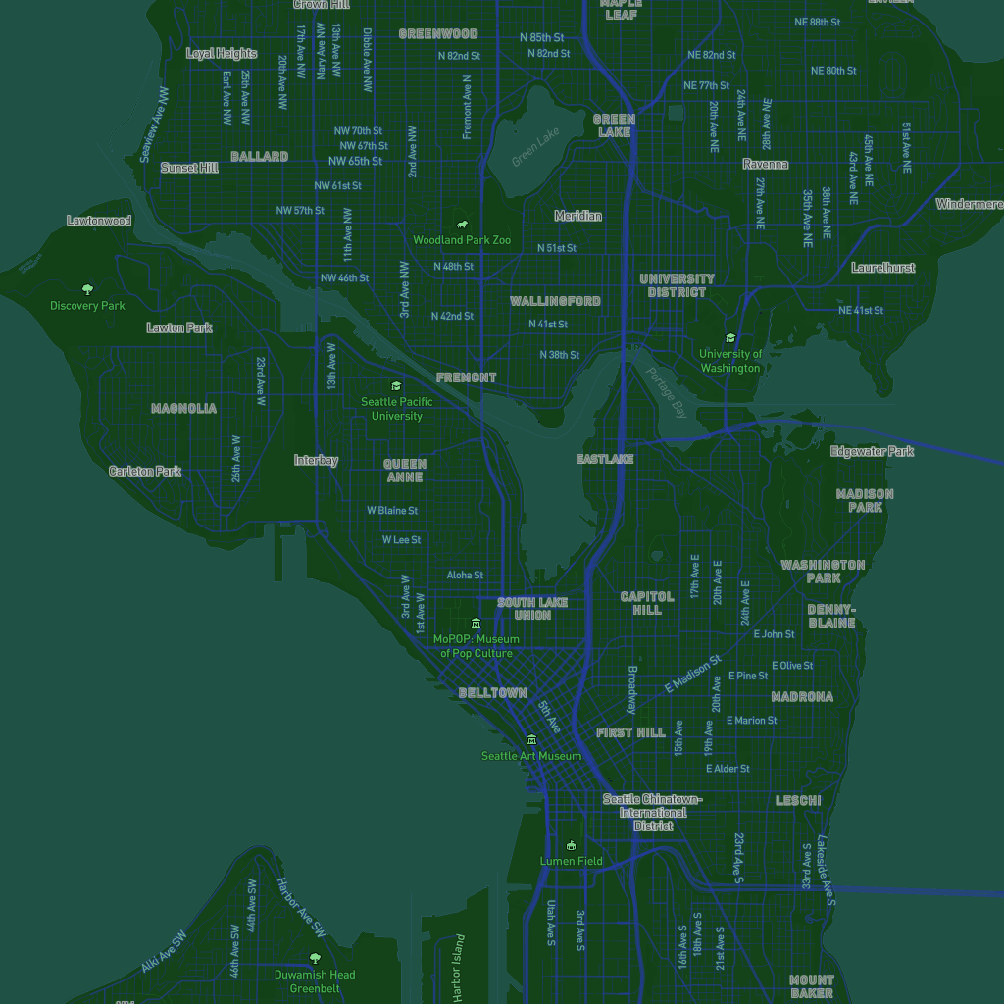 Crown Hill
MAPLE
LEAF
NE 88th St
GREENWOOD
N 85th St
N 82nd St
N 82nd St
NE 82nd St
Loyal Heights
17th Ave NW
Mary Ave NW
13th Ave NW
Dibble Ave NW
20th Ave NW
Earl Ave NW
25th Ave NW
Seaview Ave NW
Fremont Ave N
NE 80th St
NE 77th St
20th Ave NE
24th Ave NE
28th Ave NE
GREEN
LAKE
Green Lake
NW 70th St
NW 67th St
NW 65th St
2nd Ave NW
BALLARD
Sunset Hill
Ravenna
51st Ave NE
45th Ave NE
43rd Ave NE
NW 61st St
27th Ave NE
35th Ave NE
38th Ave NE
Windermere
NW 57th St
Meridian
Lawtonwood
11th Ave NW
Woodland Park Zoo
N 51st St
N 48th St
NW 46th St
3rd Ave NW
UNIVERSITY
DISTRICT
Laurelhurst
Discovery Park
WALLINGFORD
N 42nd St
N 41st St
NE 41st St
Lawton Park
N 38th St
University of
Washington
23rd Ave W
13th Ave W
FREMONT
Portage Bay
Seattle Pacific
University
MAGNOLIA
26th Ave W
Interbay
QUEEN
ANNE
EASTLAKE
Edgewater Park
Carleton Park
MADISON
PARK
W Blaine St
W Lee St
Aloha St
WASHINGTON
PARK
17th Ave E
20th Ave E
24th Ave E
3rd Ave W
1st Ave W
SOUTH LAKE
UNION
CAPITOL
HILL
DENNY-
BLAINE
MoPOP: Museum
of Pop Culture
E John St
E Madison St
E Olive St
E Pine St
Broadway
20th Ave
BELLTOWN
MADRONA
5th Ave
E Marion St
FIRST HILL
15th Ave
19th Ave
Seattle Art Museum
E Alder St
Seattle Chinatown-
International
District
LESCHI
Lumen Field
23rd Ave S
33rd Ave S
Lakeside Ave S
Harbor Ave SW
46th Ave SW
44th Ave SW
Alki Ave SW
Utah Ave S
3rd Ave S
16th Ave S
18th Ave S
21st Ave S
Harbor Island
Duwamish Head
Greenbelt
MOUNT
BAKER